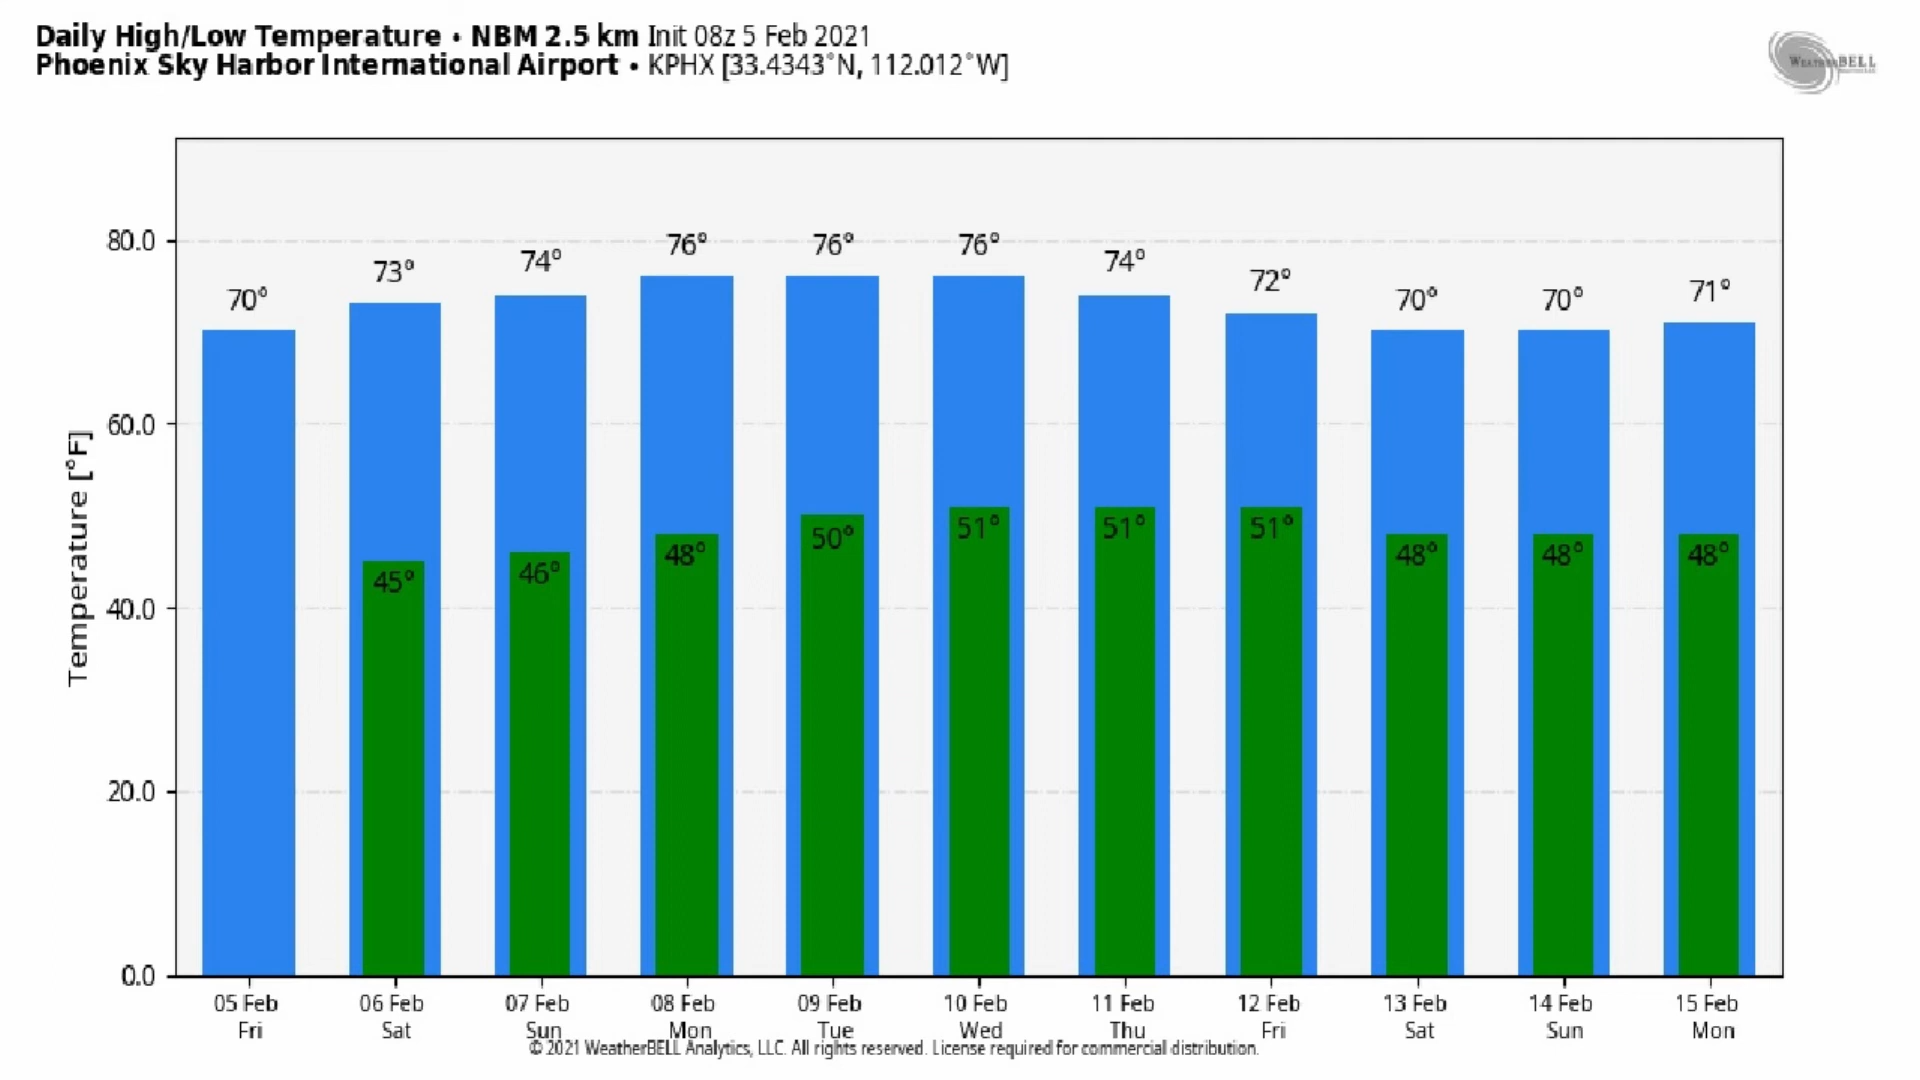 Daily High/Low Temperature • NBM 2.5 km Init 08z 5 Feb 2021
Phoenix Sky Harbor International Airport • KPHX [33.4343°N, 112.012°W]
WEATHERBELL
80.0
60.0
40.0
20.0
0.0
Temperature [°F]
70° 73° 74° 76° 76° 76° 74° 72° 70° 70° 71°
45° 46° 48° 50° 51° 51° 51° 48° 48° 48°
05 Feb 06 Feb 07 Feb 08 Feb 09 Feb 10 Feb 11 Feb 12 Feb 13 Feb 14 Feb 15 Feb
Fri Sat Sun Mon Tue Wed Thu Fri Sat Sun Mon
© 2021 WeatherBELL Analytics, LLC. All rights reserved. License required for commercial distribution.